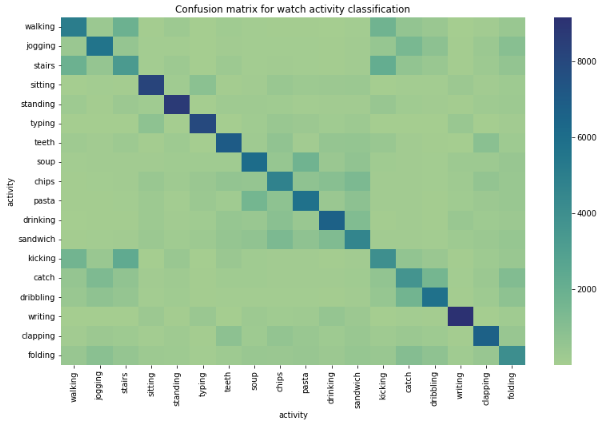 Confusion matrix for watch activity classification
activity
walking
jogging
stairs
sitting
standing
typing
teeth
soup
chips
pasta
drinking
sandwich
kicking
catch
dribbling
writing
clapping
folding
walking
jogging
stairs
sitting
standing
typing
teeth
soup
chips
pasta
drinking
sandwich
kicking
catch
dribbling
writing
clapping
folding
activity
8000
6000
4000
2000